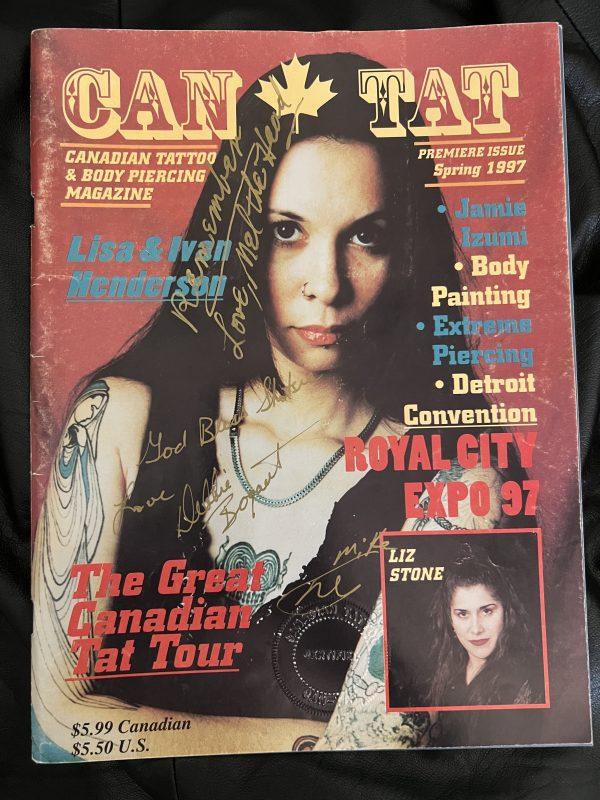 CAN TAT
CANADIAN TATTOO
& BODY PIERCING
MAGAZINE
PREMIERE ISSUE
Spring 1997
Remember
Love, Mel the Head
Lisa & Ivan
Henderson
• Jamie
Izumi
• Body
Painting
• Extreme
Piercing
• Detroit
Convention
God Bless
Love Debbie
ROYAL CITY
EXPO 97
Mike
LIZ
STONE
The Great
Canadian
Tat Tour
$5.99 Canadian
$5.50 U.S.